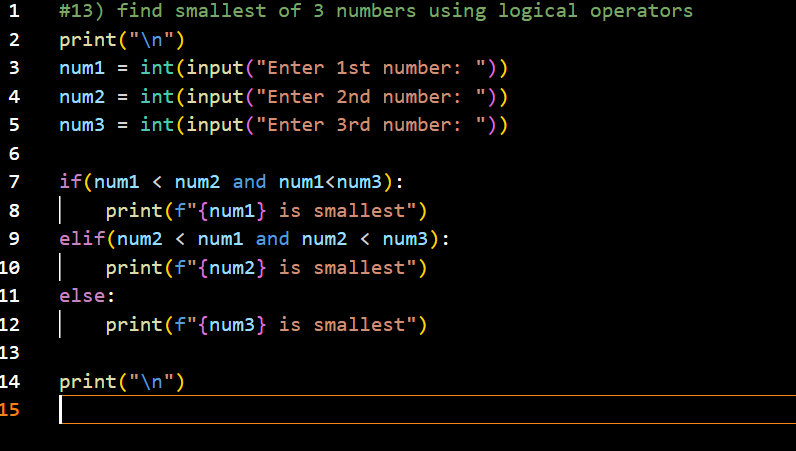 1 #13) find smallest of 3 numbers using logical operators
2 print("\n")
3 num1 = int(input("Enter 1st number: "))
4 num2 = int(input("Enter 2nd number: "))
5 num3 = int(input("Enter 3rd number: "))
6
7 if(num1 < num2 and num1<num3):
8     print(f"{num1} is smallest")
9 elif(num2 < num1 and num2 < num3):
10     print(f"{num2} is smallest")
11 else:
12     print(f"{num3} is smallest")
13
14 print("\n")
15